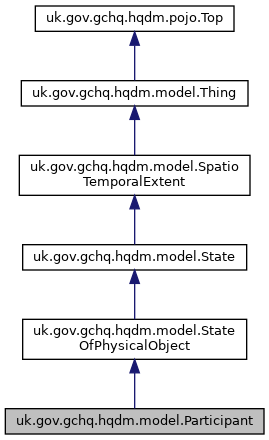 uk.gov.gchq.hqdm.pojo.Top
uk.gov.gchq.hqdm.model.Thing
uk.gov.gchq.hqdm.model.Spatio
TemporalExtent
uk.gov.gchq.hqdm.model.State
uk.gov.gchq.hqdm.model.State
OfPhysicalObject
uk.gov.gchq.hqdm.model.Participant